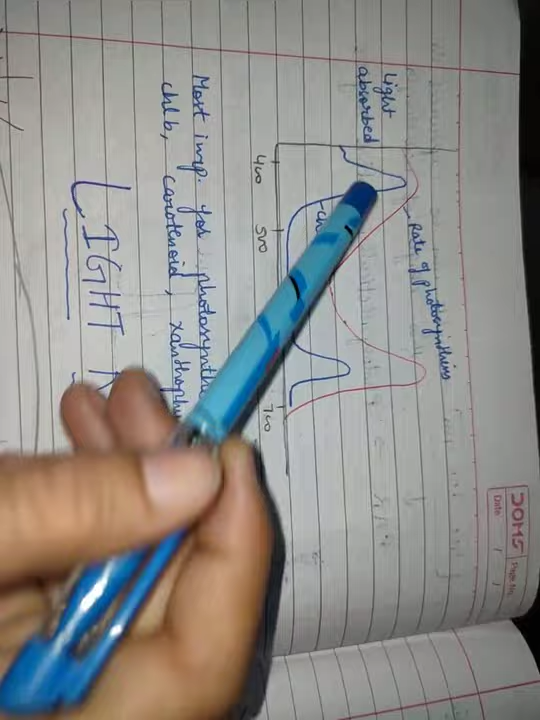 DOMS
Page No.
Date / /
Rate of photosynthesis
Light
absorbed
400
500
700
Most imp. for photosynthe
chlb, carotenoid, xanthophy
LIGHT